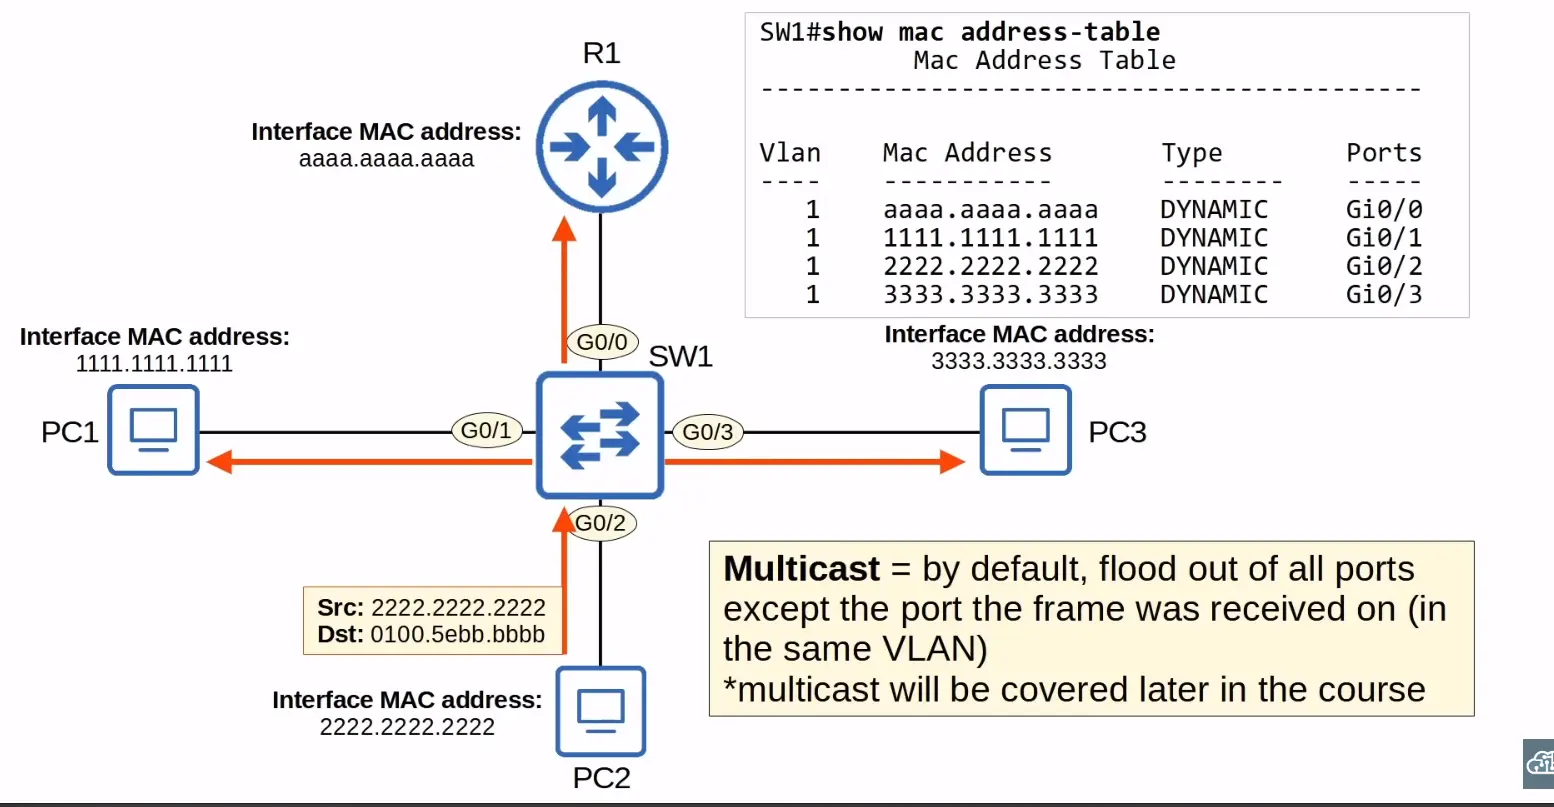 SW1#show mac address-table
Mac Address Table
-------------------------------------------
Vlan Mac Address Type Ports
---- ----------- -------- -----
1 aaaa.aaaa.aaaa DYNAMIC Gi0/0
1 1111.1111.1111 DYNAMIC Gi0/1
1 2222.2222.2222 DYNAMIC Gi0/2
1 3333.3333.3333 DYNAMIC Gi0/3
R1
Interface MAC address:
aaaa.aaaa.aaaa
G0/0
SW1
Interface MAC address:
1111.1111.1111
PC1
G0/1
G0/3
Interface MAC address:
3333.3333.3333
PC3
G0/2
Src: 2222.2222.2222
Dst: 0100.5ebb.bbbb
Interface MAC address:
2222.2222.2222
PC2
Multicast = by default, flood out of all ports
except the port the frame was received on (in
the same VLAN)
*multicast will be covered later in the course